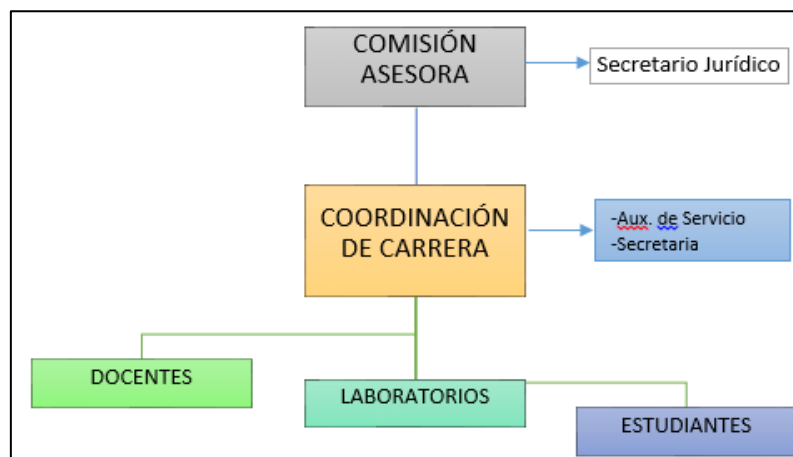 COMISIÓN
ASESORA
Secretario Jurídico
COORDINACIÓN
DE CARRERA
-Aux. de Servicio
-Secretaria
DOCENTES
LABORATORIOS
ESTUDIANTES